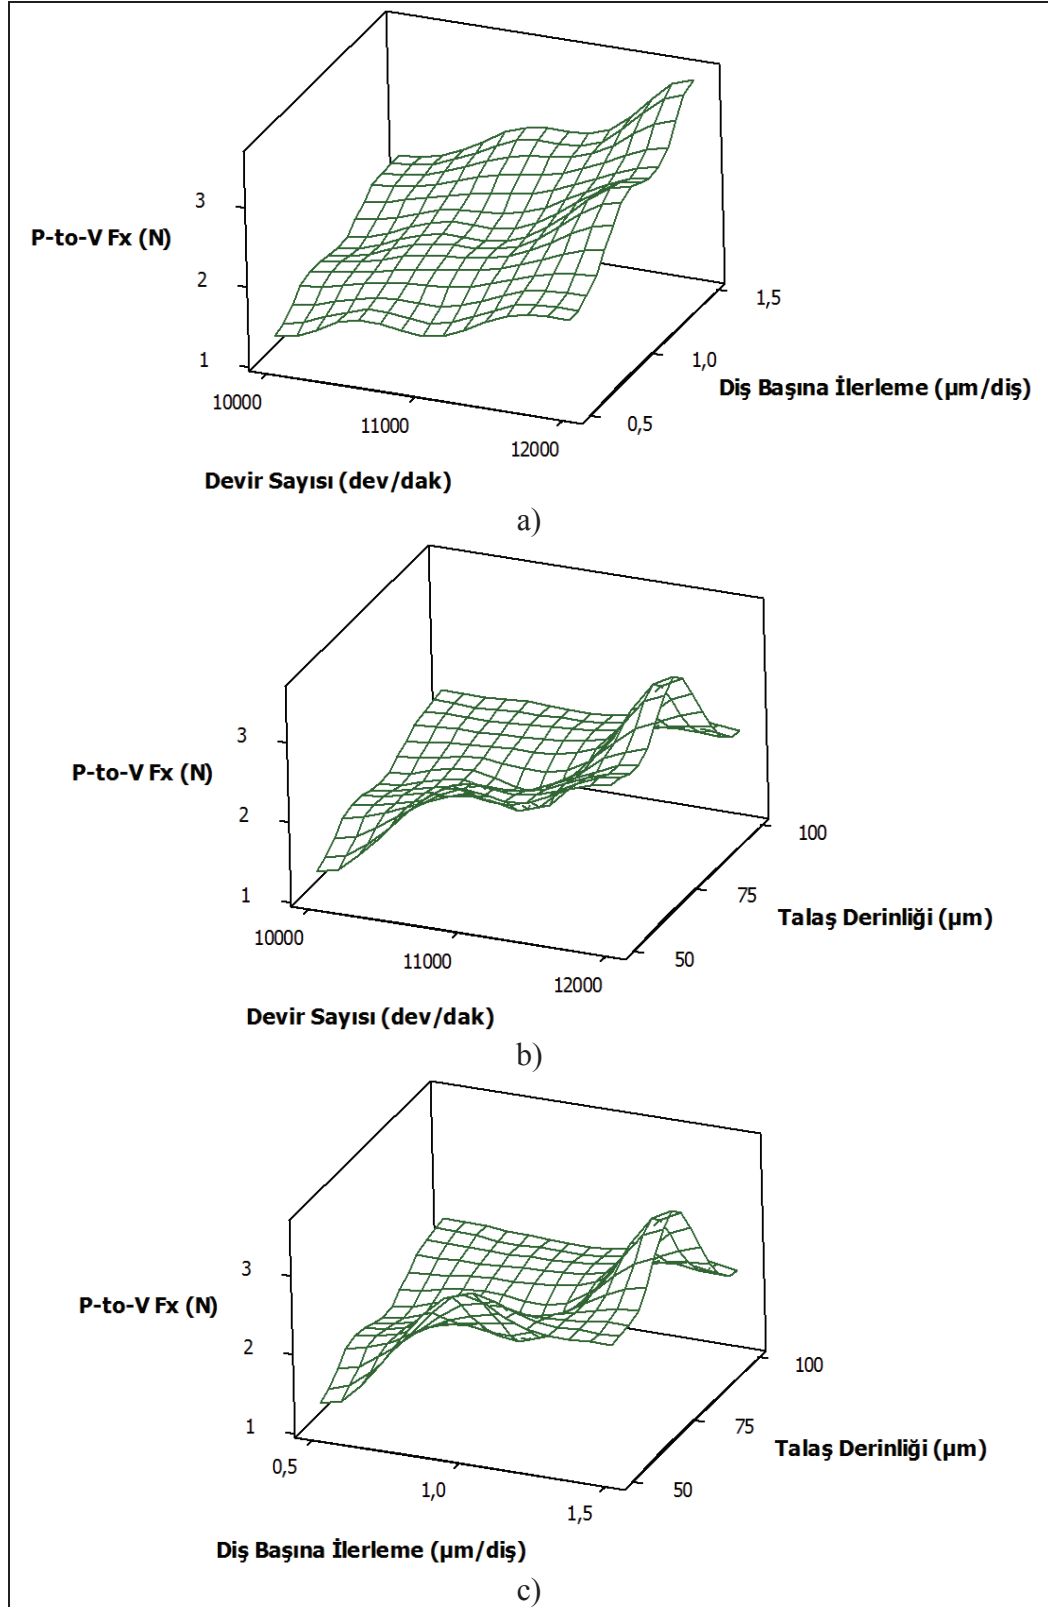 3
P-to-V Fx (N)
2
1
10000
11000
12000
0,5
1,0
1,5
Diş Başına İlerleme (µm/diş)
Devir Sayısı (dev/dak)
a)
3
P-to-V Fx (N)
2
1
10000
11000
12000
50
75
100
Talaş Derinliği (µm)
Devir Sayısı (dev/dak)
b)
3
P-to-V Fx (N)
2
1
0,5
1,0
1,5
50
75
100
Talaş Derinliği (µm)
Diş Başına İlerleme (µm/diş)
c)